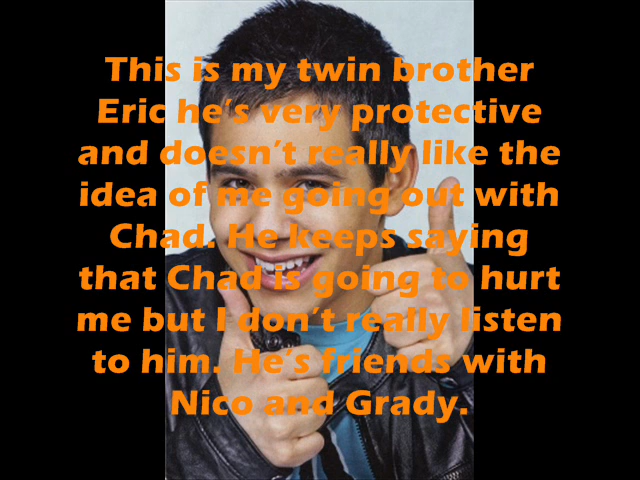 This is my twin brother
Eric he's very protective
and doesn't really like the
idea of me going out with
Chad. He keeps saying
that Chad is going to hurt
me but I don't really listen
to him. He's friends with
Nico and Grady.